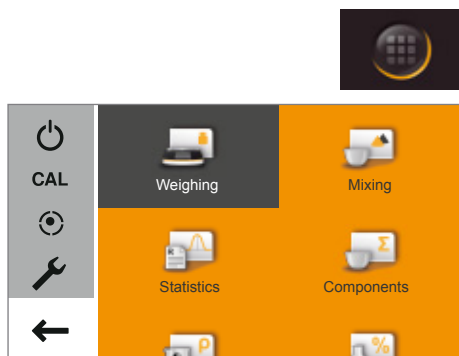 CAL
Weighing
Mixing
Statistics
Σ
Components
ρ
%